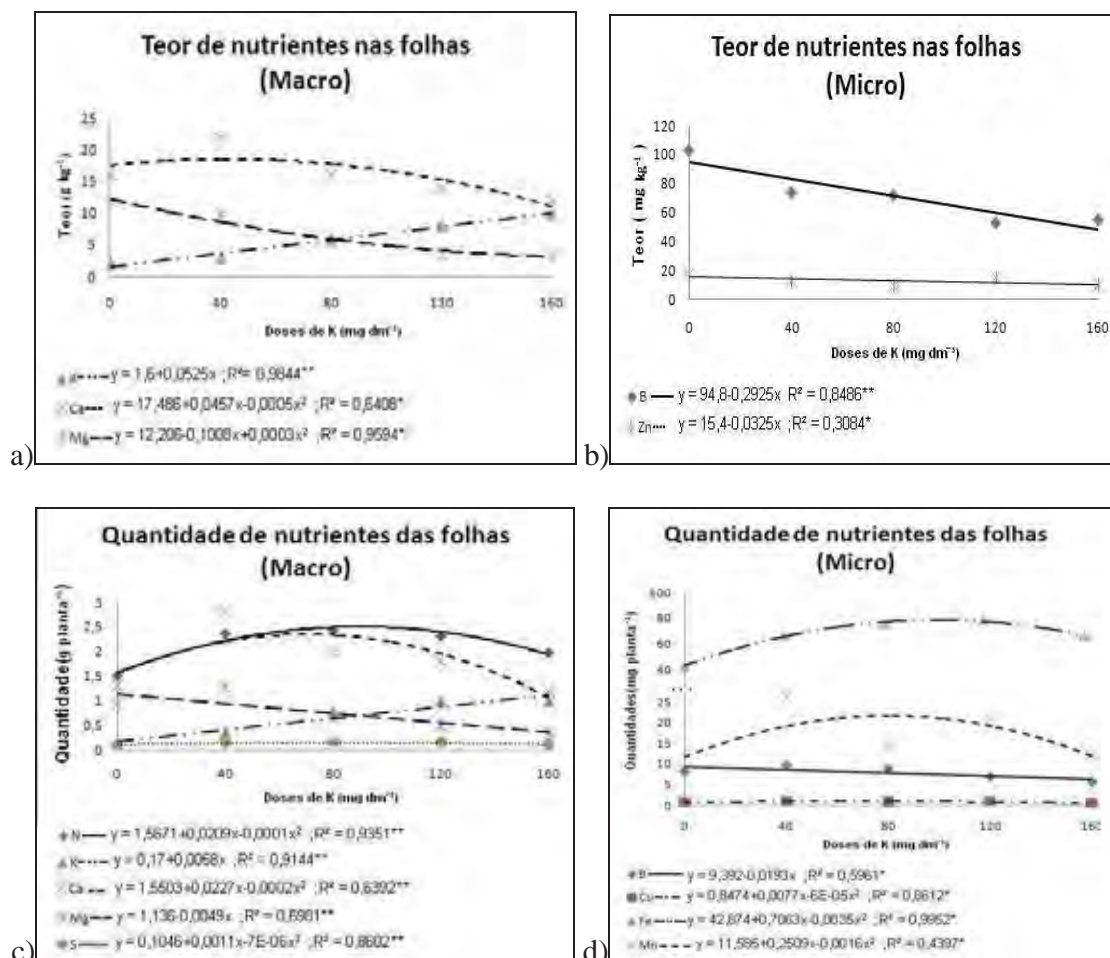 Teor de nutrientes nas folhas
(Macro)
Teor (g kg⁻¹)
25
20
15
10
5
0
0 40 80 120 160
Doses de K (mg dm⁻³)
K y = 1,6+0,0525x ;R²= 0,9844**
Ca y = 17,486+0,0457x-0,0005x² ;R² = 0,6408*
Mg y = 12,206-0,1008x+0,0003x² ;R² = 0,9594*
a)
Teor de nutrientes nas folhas
(Micro)
Teor ( mg kg⁻¹ )
120
100
80
60
40
20
0
0 40 80 120 160
Doses de K (mg dm⁻³)
B y = 94,8-0,2925x R² = 0,8486**
Zn y = 15,4-0,0325x ;R² = 0,3084*
b)
Quantidade de nutrientes das folhas
(Macro)
Quantidade(g planta⁻¹)
3
2,5
2
1,5
1
0,5
0
0 40 80 120 160
Doses de K (mg dm⁻³)
N y = 1,5671+0,0209x-0,0001x² ;R² = 0,9351**
K y = 0,17+0,0058x ;R² = 0,9144**
Ca y = 1,5503+0,0227x-0,0002x² ;R² = 0,6392**
Mg y = 1,136-0,0049x ;R² = 0,6981**
S y = 0,1046+0,0011x-7E-06x² ;R² = 0,8602**
c)
Quantidade de nutrientes das folhas
(Micro)
Quantidades(mg planta⁻¹)
80
60
40
25
20
15
10
5
0
0 40 80 120 160
Doses de K (mg dm⁻³)
B y = 9,392-0,0193x ;R² = 0,5961*
Cu y = 0,8474+0,0077x-6E-05x² ;R² = 0,8612*
Fe y = 42,874+0,7063x-0,0035x² ;R² = 0,9952*
Mn y = 11,595+0,2509x-0,0016x² ;R² = 0,4397*
d)